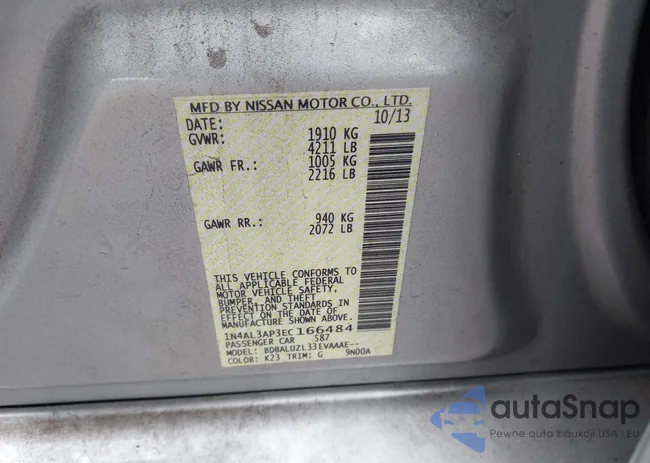 MFD BY NISSAN MOTOR CO., LTD.
DATE: 10/13
GVWR: 1910 KG
4211 LB
GAWR FR.: 1005 KG
2216 LB
GAWR RR.: 940 KG
2072 LB
THIS VEHICLE CONFORMS TO
ALL APPLICABLE FEDERAL
MOTOR VEHICLE SAFETY,
BUMPER, AND THEFT
PREVENTION STANDARDS IN
EFFECT ON THE DATE OF
MANUFACTURE SHOWN ABOVE.
1N4AL3AP3EC166484
PASSENGER CAR 587
MODEL: BDBALUZL33EVAAAE--
COLOR: K23 TRIM: G 9N00A
autaSnap
Pewne auta z aukcji USA i EU